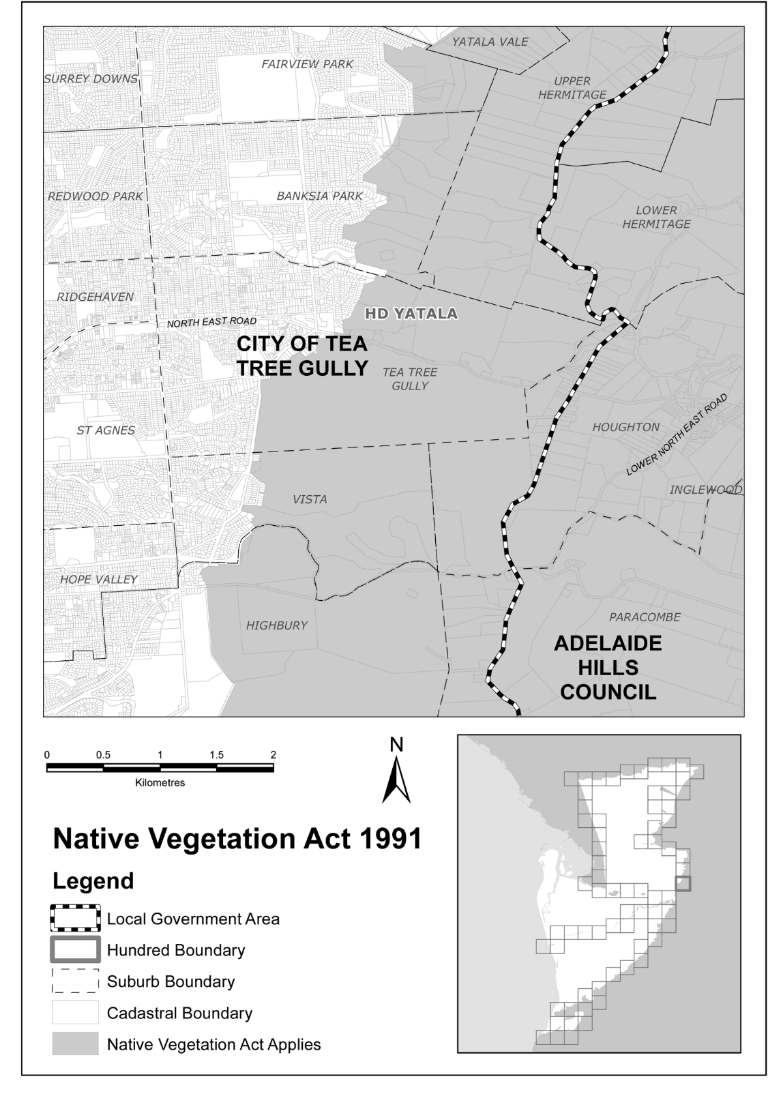 YATALA VALE
FAIRVIEW PARK
SURREY DOWNS
UPPER
HERMITAGE
REDWOOD PARK
BANKSIA PARK
LOWER
HERMITAGE
RIDGEHAVEN
NORTH EAST ROAD
HD YATALA
CITY OF TEA
TREE GULLY
TEA TREE
GULLY
ST AGNES
HOUGHTON
LOWER NORTH EAST ROAD
INGLEWOOD
VISTA
HOPE VALLEY
HIGHBURY
PARACOMBE
ADELAIDE
HILLS
COUNCIL
0 0.5 1 1.5 2
Kilometres
N
Native Vegetation Act 1991
Legend
Local Government Area
Hundred Boundary
Suburb Boundary
Cadastral Boundary
Native Vegetation Act Applies